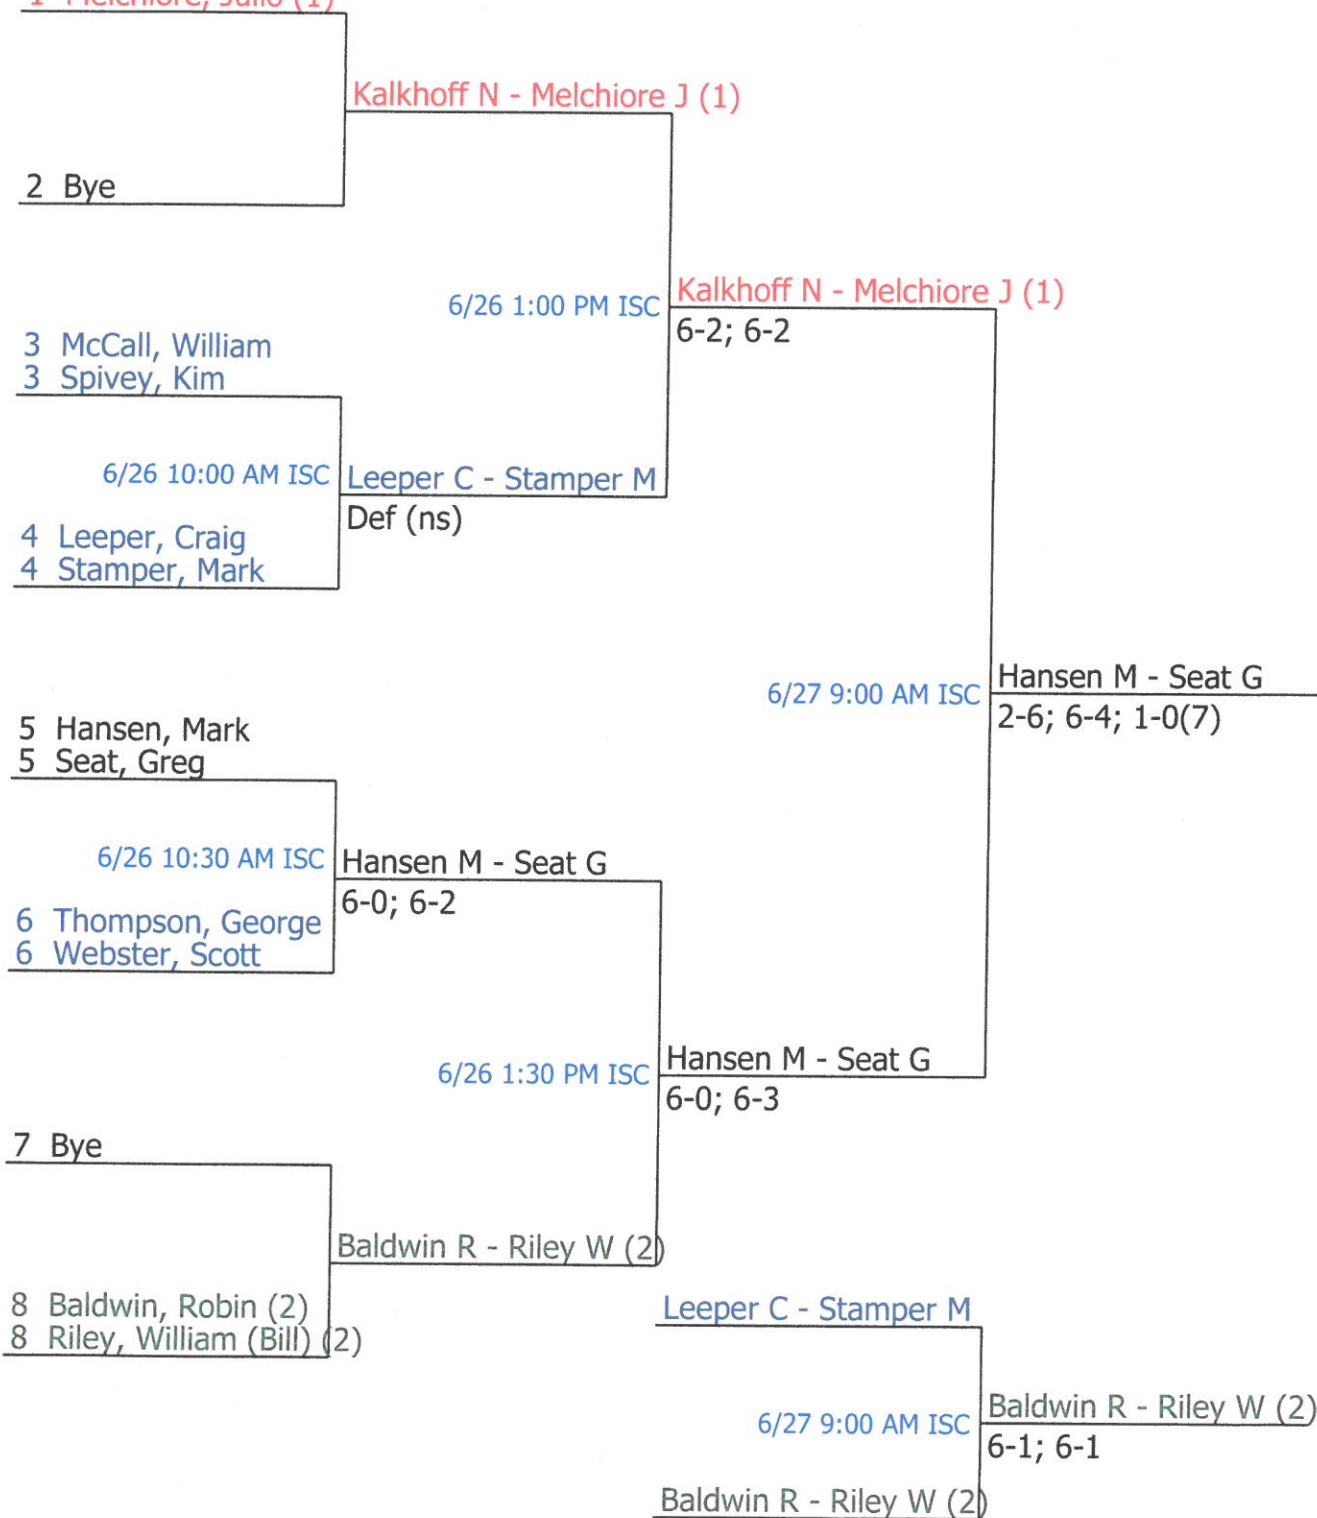 1 Melchiore, Julio (1)
Kalkhoff N - Melchiore J (1)
2 Bye
6/26 1:00 PM ISC
Kalkhoff N - Melchiore J (1)
6-2; 6-2
3 McCall, William
3 Spivey, Kim
6/26 10:00 AM ISC
Leeper C - Stamper M
Def (ns)
4 Leeper, Craig
4 Stamper, Mark
6/27 9:00 AM ISC
Hansen M - Seat G
2-6; 6-4; 1-0(7)
5 Hansen, Mark
5 Seat, Greg
6/26 10:30 AM ISC
Hansen M - Seat G
6-0; 6-2
6 Thompson, George
6 Webster, Scott
6/26 1:30 PM ISC
Hansen M - Seat G
6-0; 6-3
7 Bye
Baldwin R - Riley W (2)
8 Baldwin, Robin (2)
8 Riley, William (Bill) (2)
Leeper C - Stamper M
6/27 9:00 AM ISC
Baldwin R - Riley W (2)
6-1; 6-1
Baldwin R - Riley W (2)